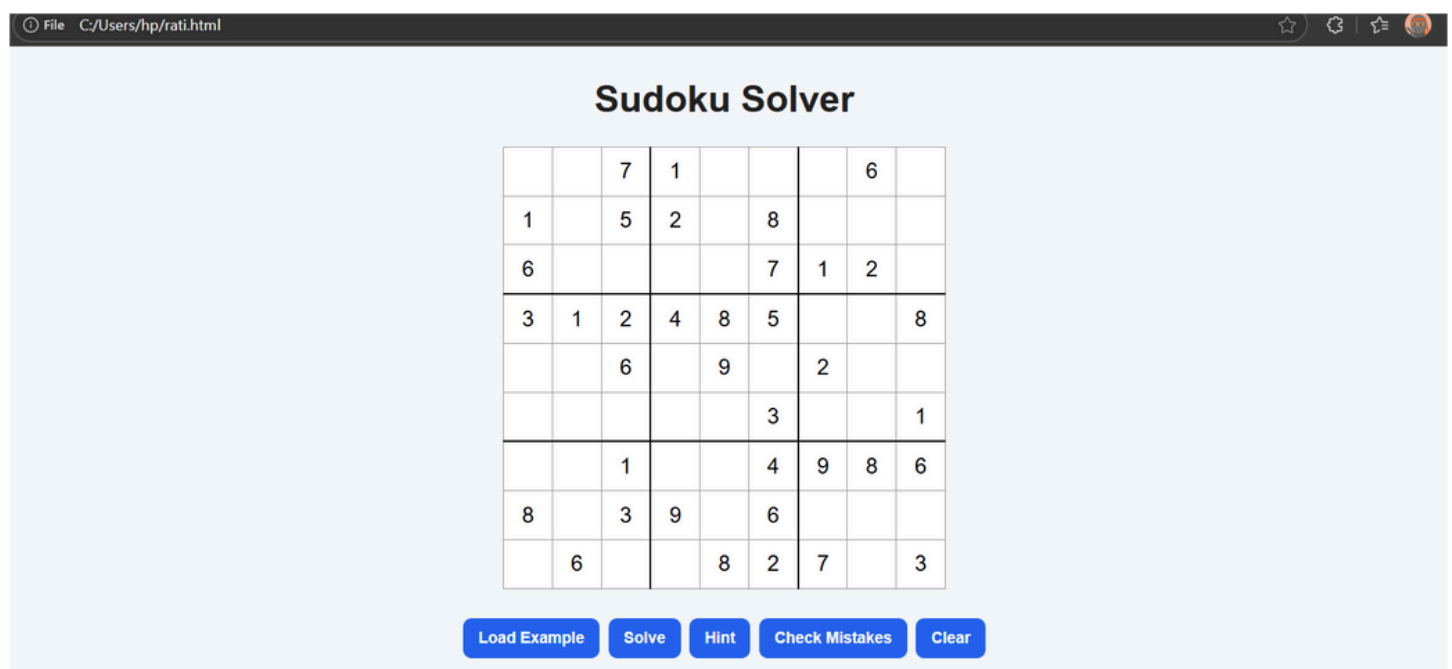 File C:/Users/hp/rati.html
Sudoku Solver
7 1 6
1 5 2 8
6 7 1 2
3 1 2 4 8 5 8
6 9 2
3 1
1 4 9 8 6
8 3 9 6
6 8 2 7 3
Load Example Solve Hint Check Mistakes Clear